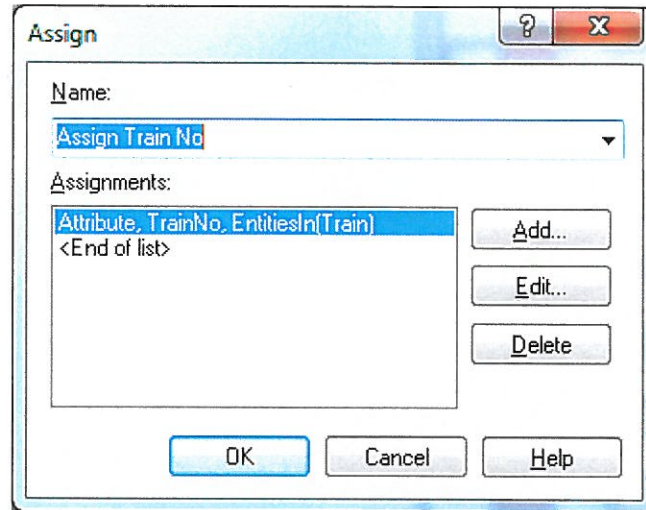 Assign
?
X
Name:
Assign Train No
Assignments:
Attribute, TrainNo, EntitiesIn(Train)
<End of list>
Add...
Edit...
Delete
OK
Cancel
Help